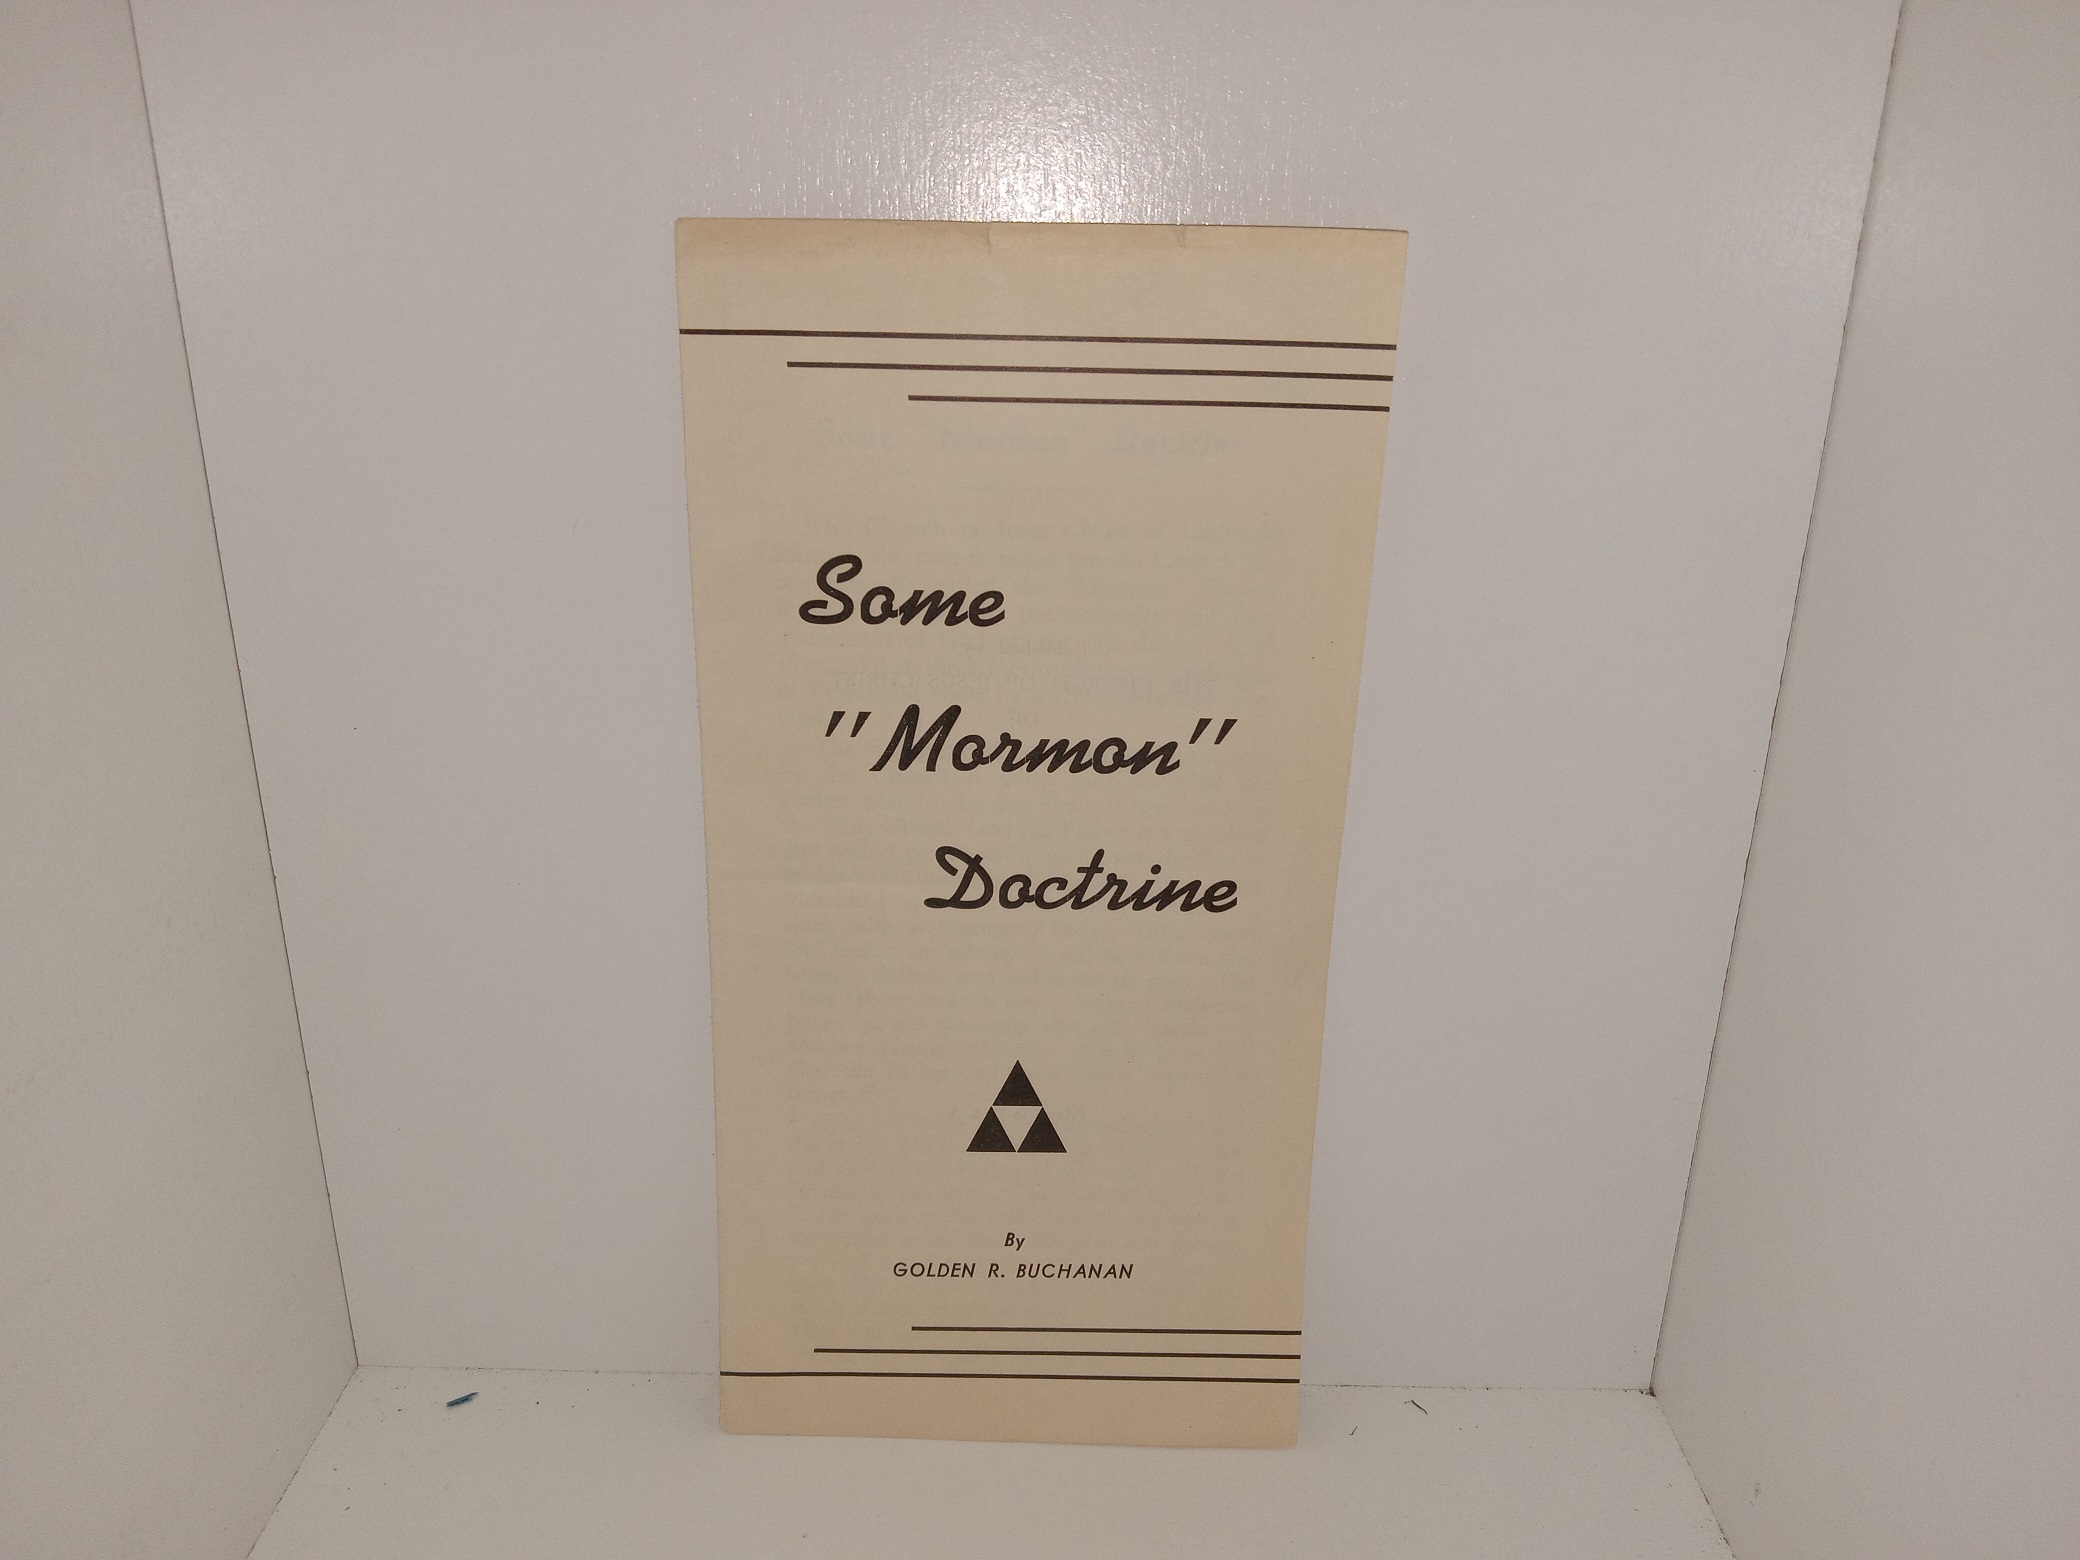 Some
"Mormon"
Doctrine
By
GOLDEN R. BUCHANAN